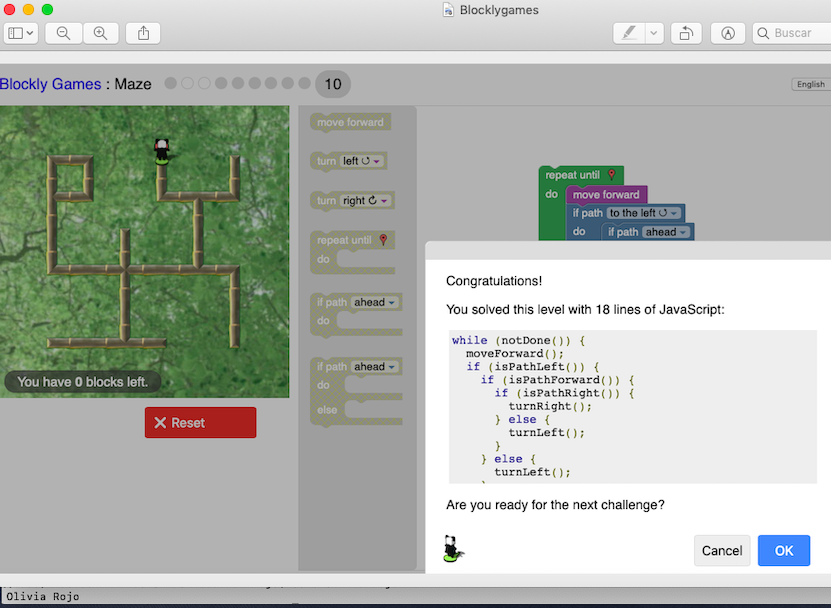 Blocklygames
Buscar
Blockly Games : Maze 10
English
move forward
turn left ↺
turn right ↻
repeat until
do
if path ahead
do
if path ahead
do
else
repeat until
do
move forward
if path to the left ↺
do
if path ahead
You have 0 blocks left.
Reset
Congratulations!
You solved this level with 18 lines of JavaScript:
while (notDone()) {
moveForward();
if (isPathLeft()) {
if (isPathForward()) {
if (isPathRight()) {
turnRight();
} else {
turnLeft();
}
} else {
turnLeft();
Are you ready for the next challenge?
Cancel
OK
Olivia Rojo